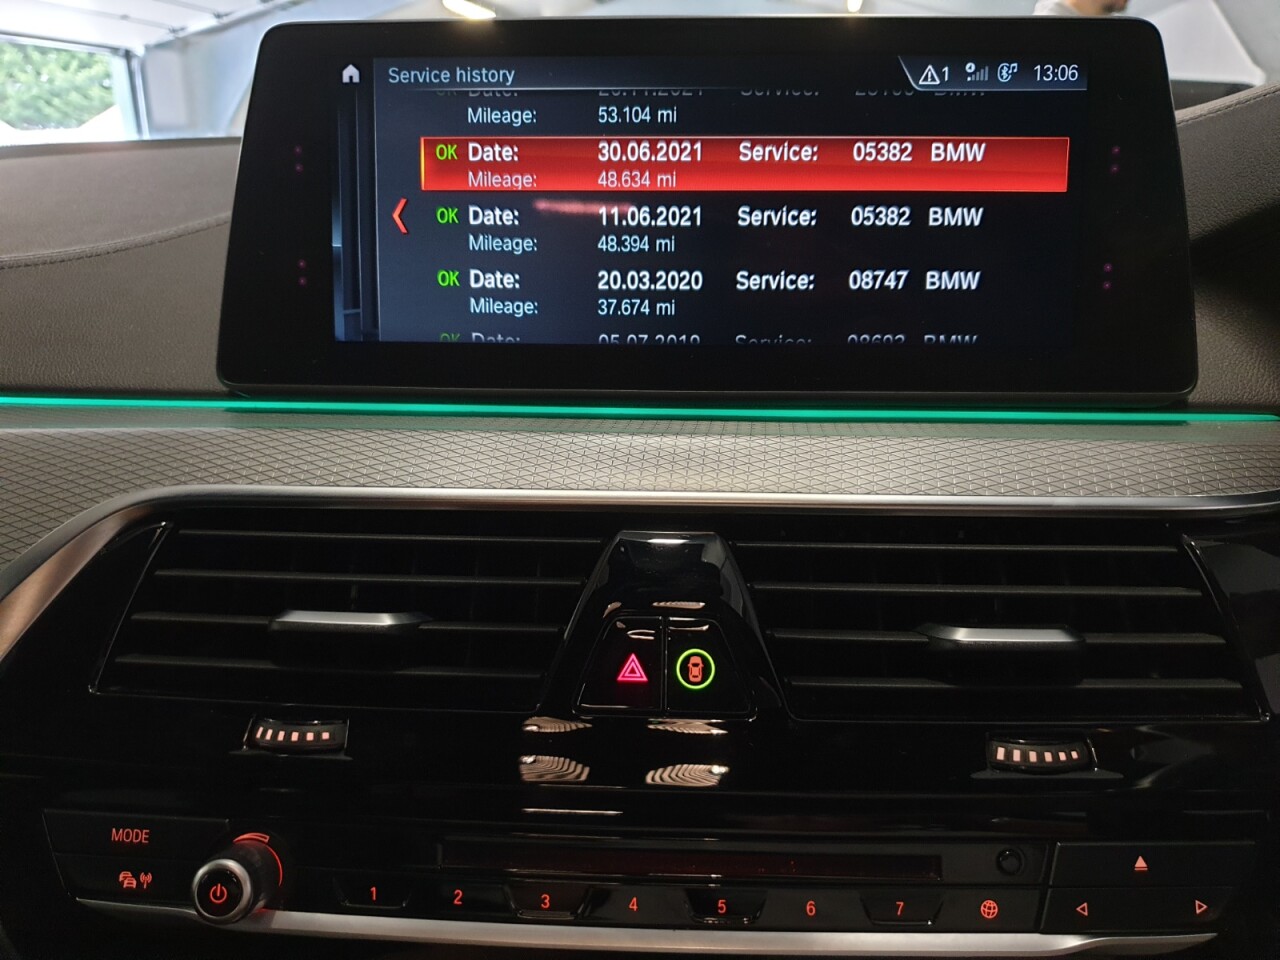 Service history
1
13:06
Mileage: 53.104 mi
OK Date: 30.06.2021 Service: 05382 BMW
Mileage: 48.634 mi
OK Date: 11.06.2021 Service: 05382 BMW
Mileage: 48.394 mi
OK Date: 20.03.2020 Service: 08747 BMW
Mileage: 37.674 mi
MODE
1 2 3 4 5 6 7